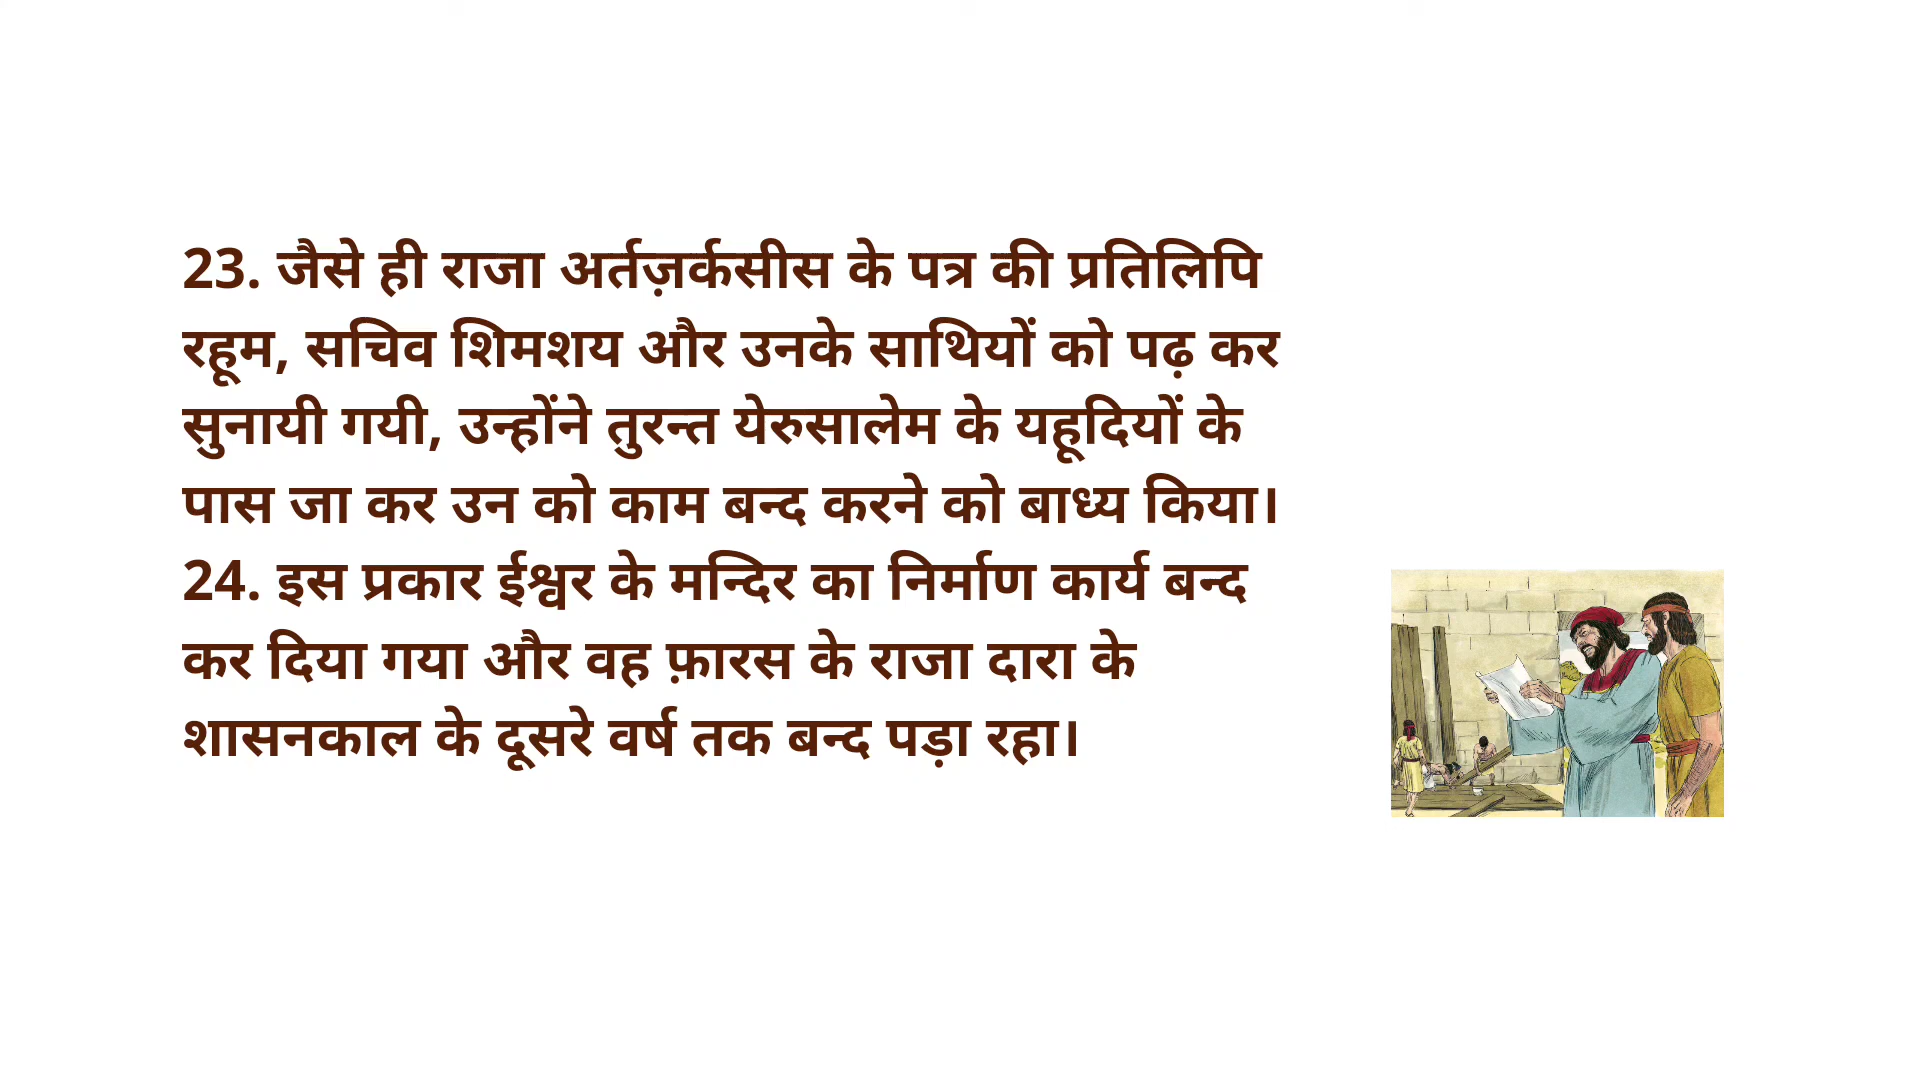 23. जैसे ही राजा अर्तज़र्कसीस के पत्र की प्रतिलिपि
रहूम, सचिव शिमशय और उनके साथियों को पढ़ कर
सुनायी गयी, उन्होंने तुरन्त येरुसालेम के यहूदियों के
पास जा कर उन को काम बन्द करने को बाध्य किया।
24. इस प्रकार ईश्वर के मन्दिर का निर्माण कार्य बन्द
कर दिया गया और वह फ़ारस के राजा दारा के
शासनकाल के दूसरे वर्ष तक बन्द पड़ा रहा।